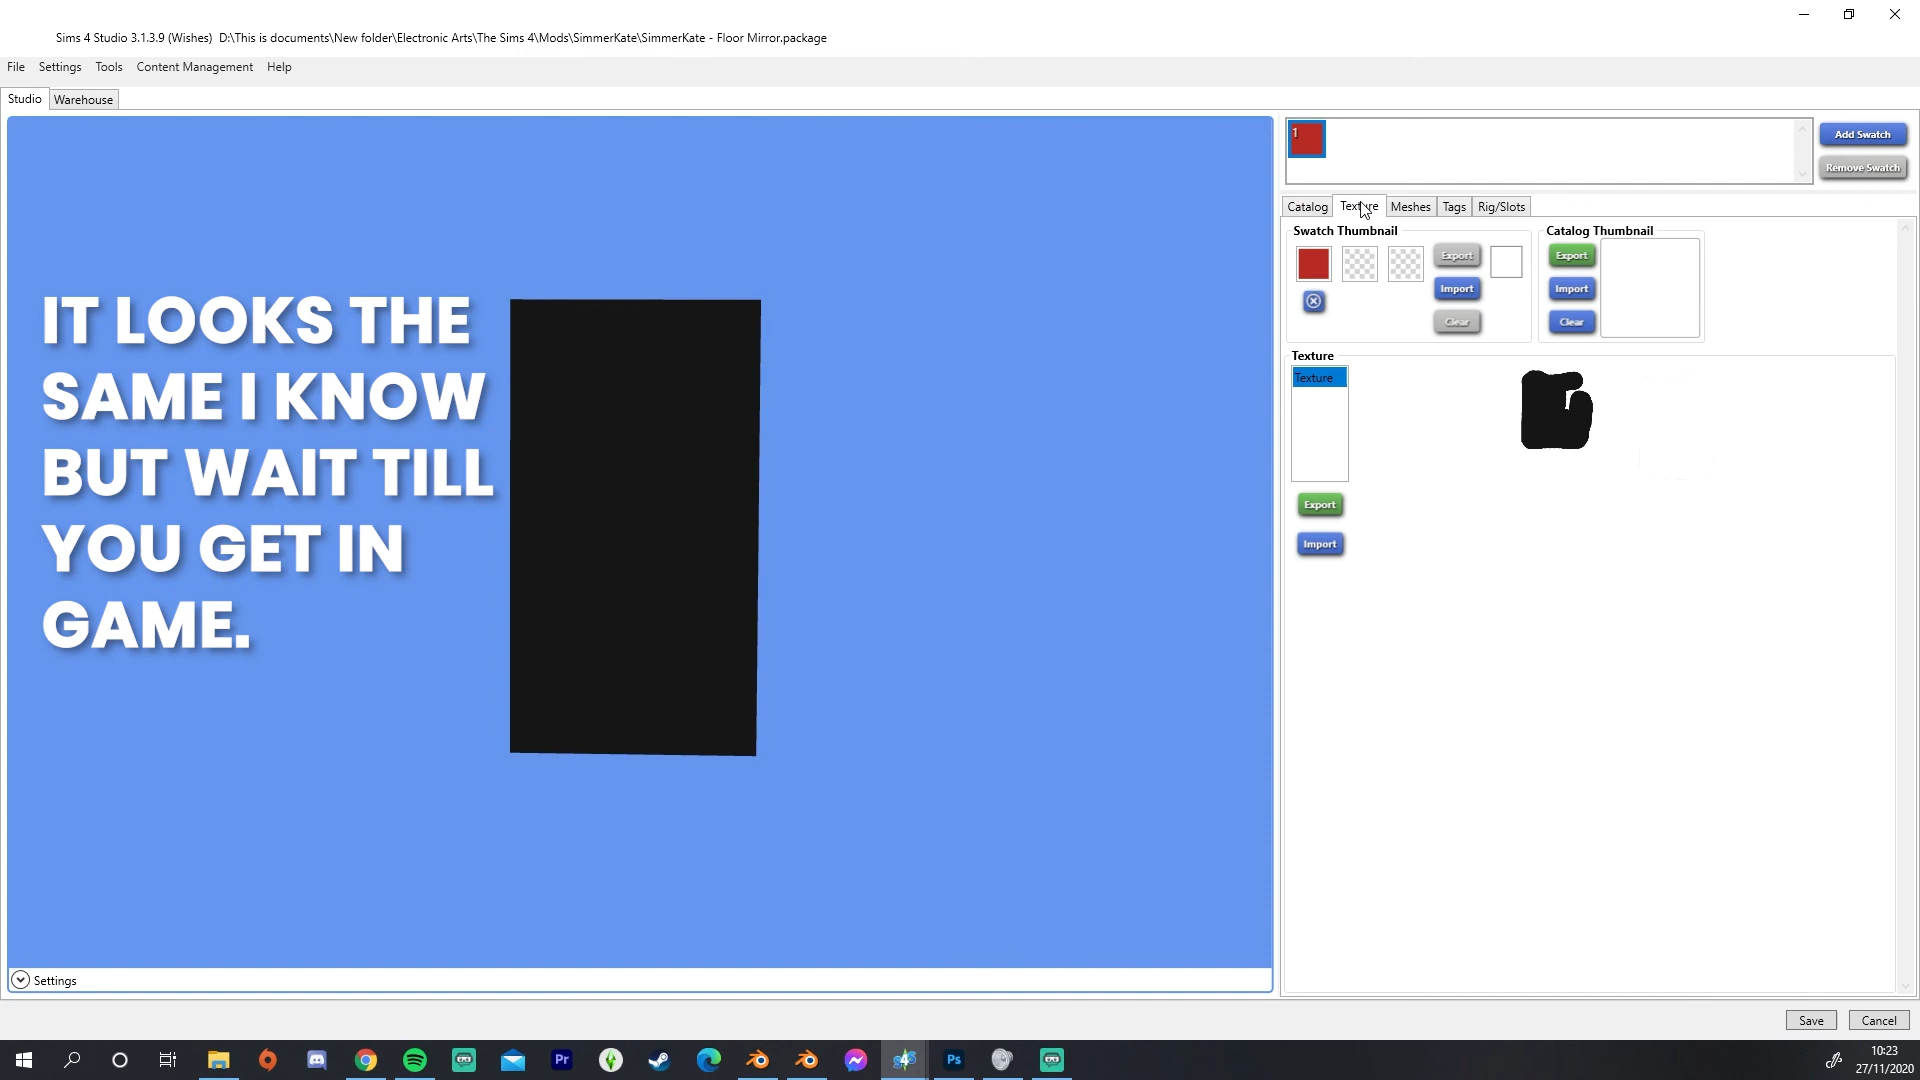 Sims 4 Studio 3.1.3.9 (Wishes) D:\This is documents\New folder\Electronic Arts\The Sims 4\Mods\SimmerKate\SimmerKate - Floor Mirror.package
File Settings Tools Content Management Help
Studio Warehouse
1
Add Swatch
Remove Swatch
Catalog Texture Meshes Tags Rig/Slots
Swatch Thumbnail
Catalog Thumbnail
Export
Export
Import
Import
Clear
Clear
Texture
Texture
Export
Import
IT LOOKS THE
SAME I KNOW
BUT WAIT TILL
YOU GET IN
GAME.
Settings
Save Cancel
Pr
Ps
10:23
27/11/2020